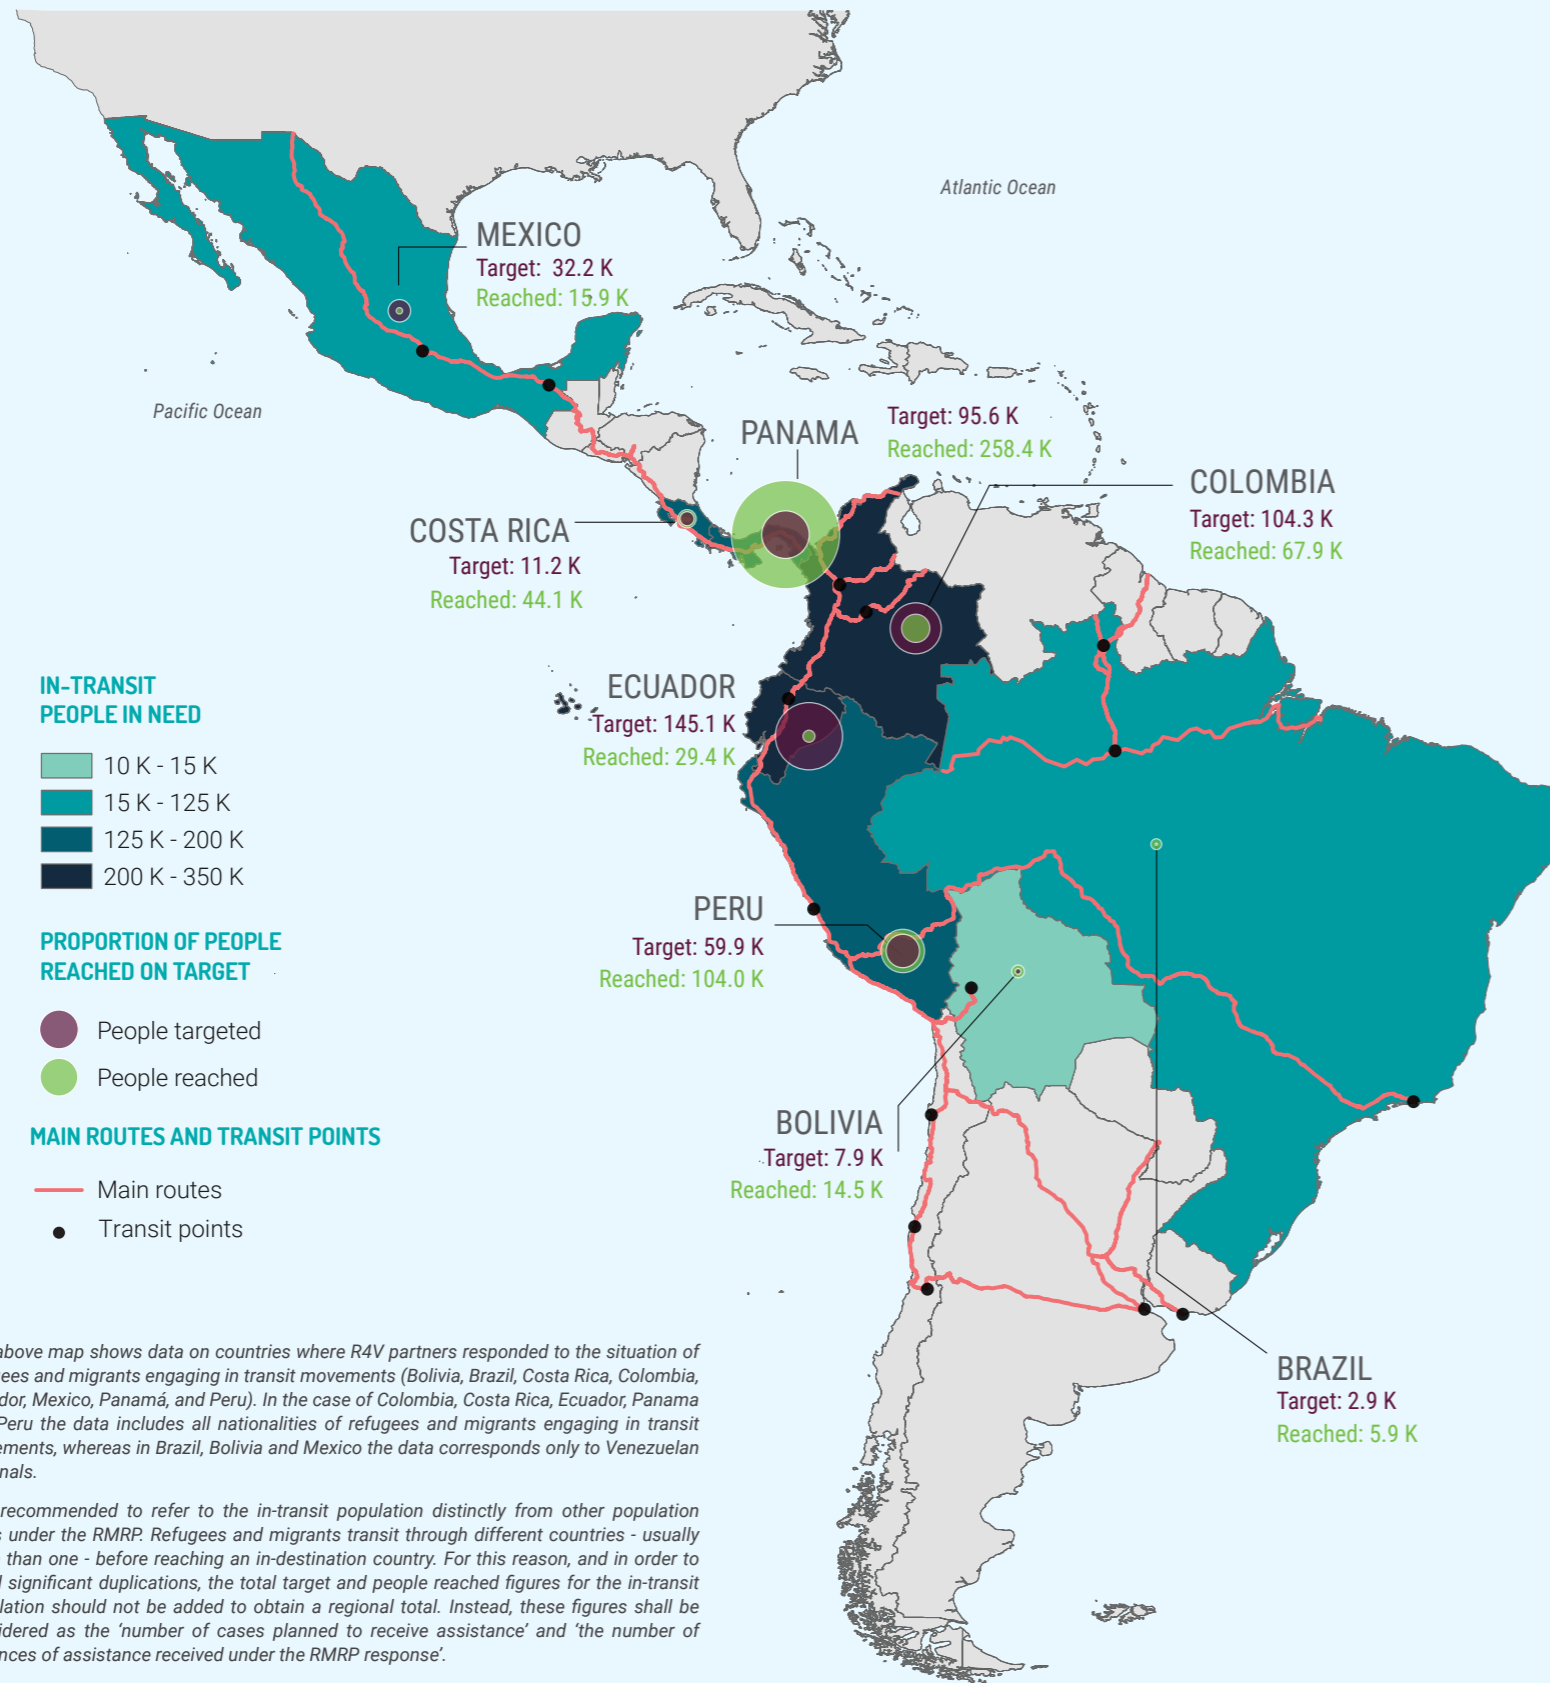 Atlantic Ocean
MEXICO
Target: 32.2 K
Reached: 15.9 K
Pacific Ocean
PANAMA
Target: 95.6 K
Reached: 258.4 K
COLOMBIA
Target: 104.3 K
Reached: 67.9 K
COSTA RICA
Target: 11.2 K
Reached: 44.1 K
ECUADOR
Target: 145.1 K
Reached: 29.4 K
IN-TRANSIT
PEOPLE IN NEED
10 K - 15 K
15 K - 125 K
125 K - 200 K
200 K - 350 K
PERU
Target: 59.9 K
Reached: 104.0 K
PROPORTION OF PEOPLE
REACHED ON TARGET
People targeted
People reached
MAIN ROUTES AND TRANSIT POINTS
Main routes
Transit points
BOLIVIA
Target: 7.9 K
Reached: 14.5 K
BRAZIL
Target: 2.9 K
Reached: 5.9 K
above map shows data on countries where R4V partners responded to the situation of
ees and migrants engaging in transit movements (Bolivia, Brazil, Costa Rica, Colombia,
dor, Mexico, Panamá, and Peru). In the case of Colombia, Costa Rica, Ecuador, Panama
Peru the data includes all nationalities of refugees and migrants engaging in transit
ements, whereas in Brazil, Bolivia and Mexico the data corresponds only to Venezuelan
nals.
recommended to refer to the in-transit population distinctly from other population
s under the RMRP. Refugees and migrants transit through different countries - usually
than one - before reaching an in-destination country. For this reason, and in order to
l significant duplications, the total target and people reached figures for the in-transit
lation should not be added to obtain a regional total. Instead, these figures shall be
idered as the ‘number of cases planned to receive assistance’ and ‘the number of
nces of assistance received under the RMRP response’.